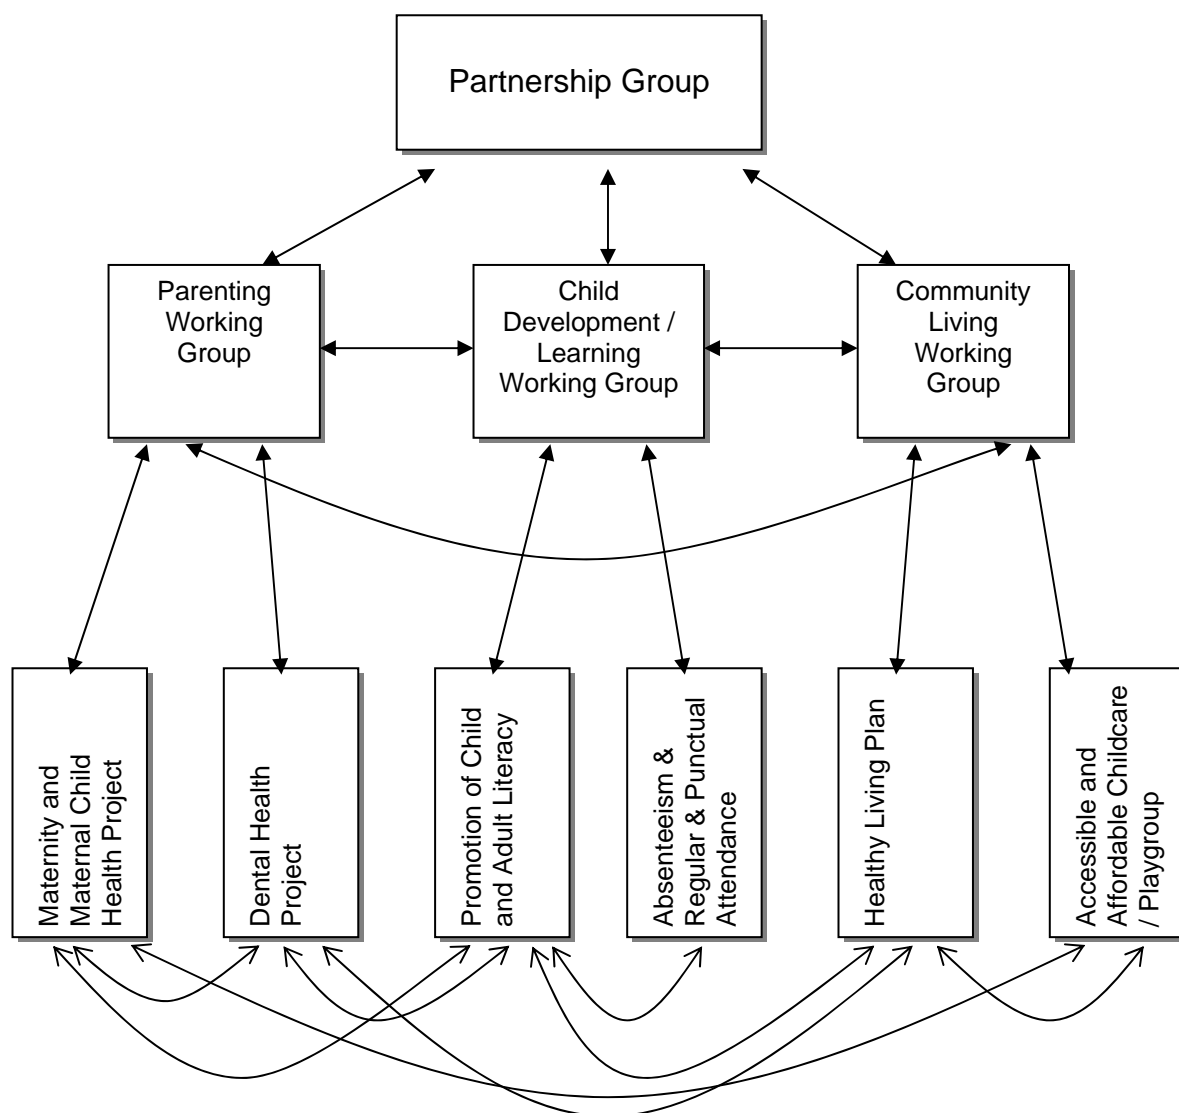 Partnership Group
Parenting
Working
Group
Child
Development /
Learning
Working Group
Community
Living
Working
Group
Maternity and
Maternal Child
Health Project
Dental Health
Project
Promotion of Child
and Adult Literacy
Absenteeism &
Regular & Punctual
Attendance
Healthy Living Plan
Accessible and
Affordable Childcare
/ Playgroup